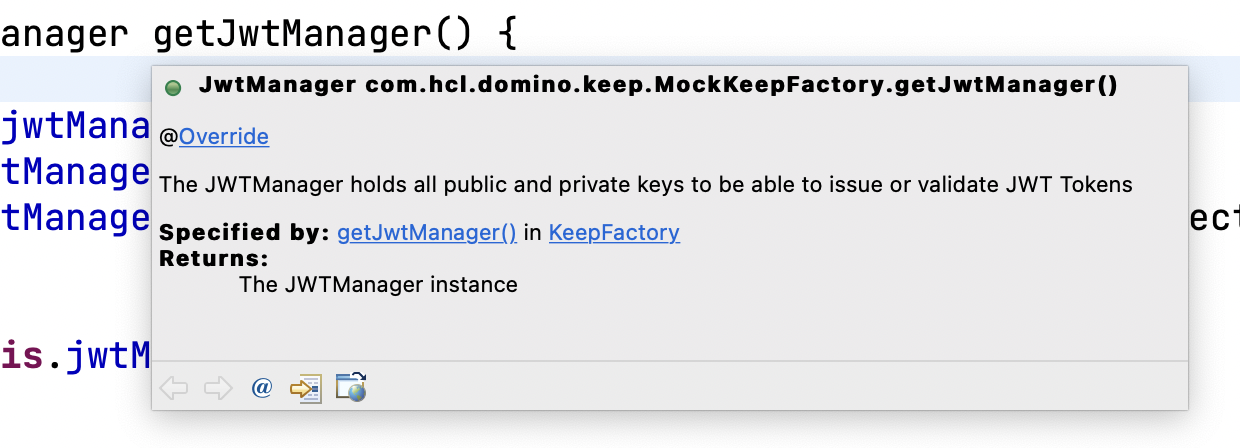 anager getJwtManager() {
JwtManager com.hcl.domino.keep.MockKeepFactory.getJwtManager()
jwtMana
@Override
tManage
The JWTManager holds all public and private keys to be able to issue or validate JWT Tokens
tManage
ect
Specified by: getJwtManager() in KeepFactory
Returns:
The JWTManager instance
is.jwtM
@